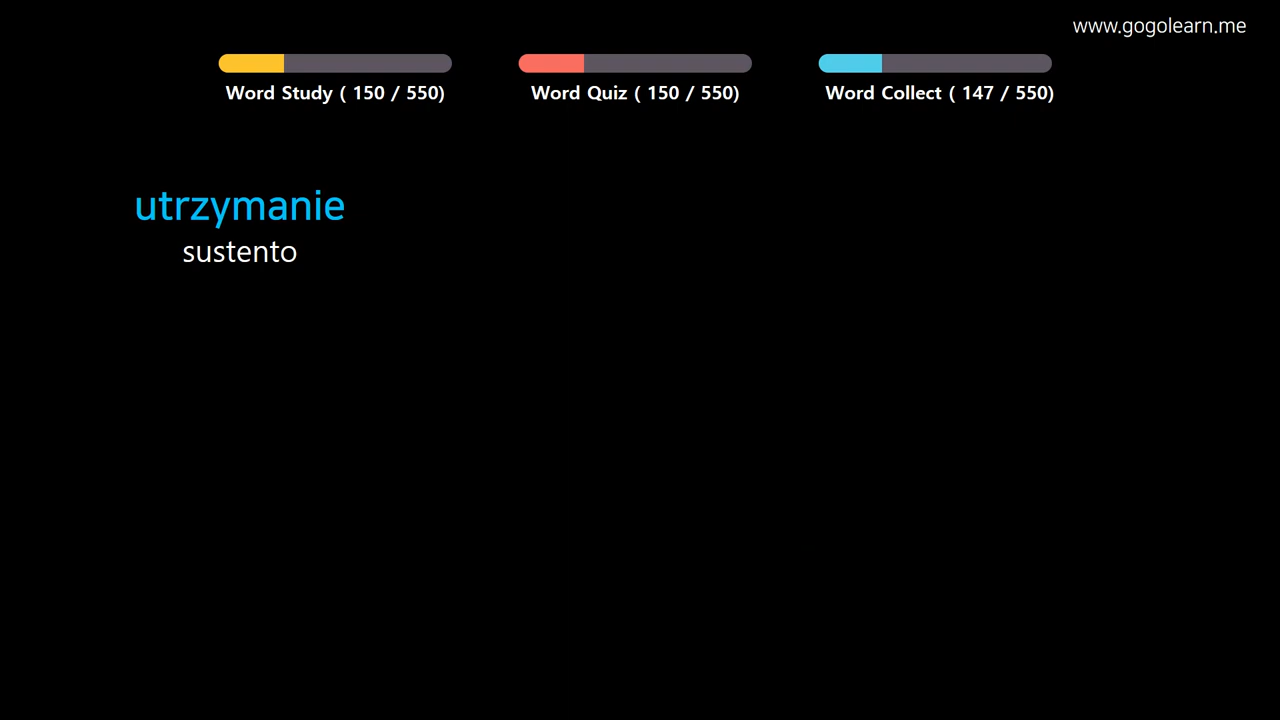 www.gogolearn.me
Word Study ( 150 / 550)
Word Quiz ( 150 / 550)
Word Collect ( 147 / 550)
utrzymanie
sustento